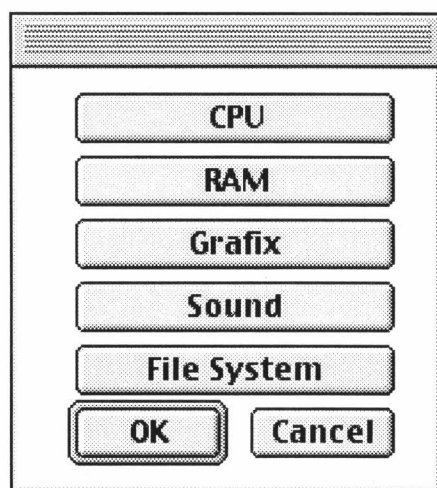 CPU
RAM
Grafix
Sound
File System
OK Cancel